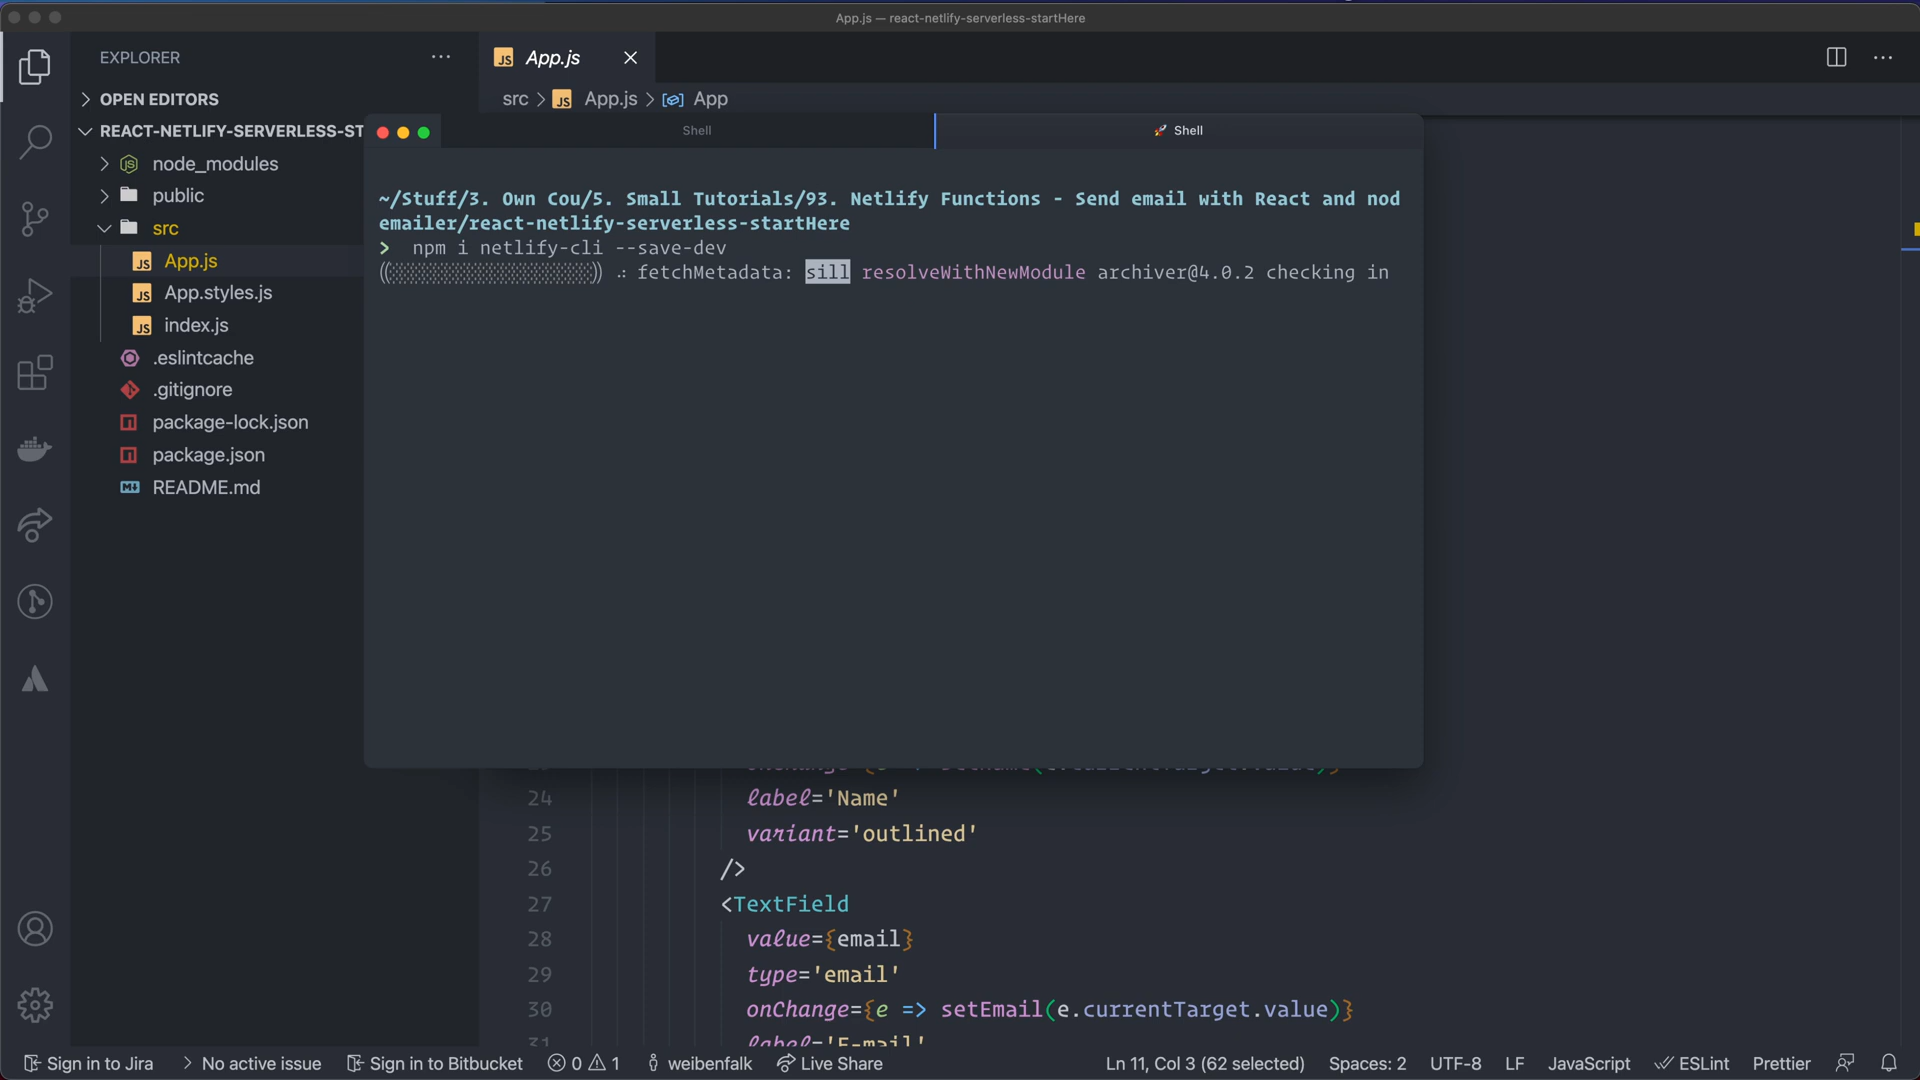 App.js — react-netlify-serverless-startHere
EXPLORER
OPEN EDITORS
REACT-NETLIFY-SERVERLESS-ST
node_modules
public
src
App.js
App.styles.js
index.js
.eslintcache
.gitignore
package-lock.json
package.json
README.md
App.js
src > App.js > App
Shell
🚀 Shell
~/Stuff/3. Own Cou/5. Small Tutorials/93. Netlify Functions - Send email with React and nod
emailer/react-netlify-serverless-startHere
> npm i netlify-cli --save-dev
fetchMetadata: sill resolveWithNewModule archiver@4.0.2 checking in
24 label='Name'
25 variant='outlined'
26 />
27 <TextField
28 value={email}
29 type='email'
30 onChange={e => setEmail(e.currentTarget.value)}
31 label='E-mail'
Sign in to Jira
No active issue
Sign in to Bitbucket
0 1
weibenfalk
Live Share
Ln 11, Col 3 (62 selected)
Spaces: 2
UTF-8
LF
JavaScript
ESLint
Prettier